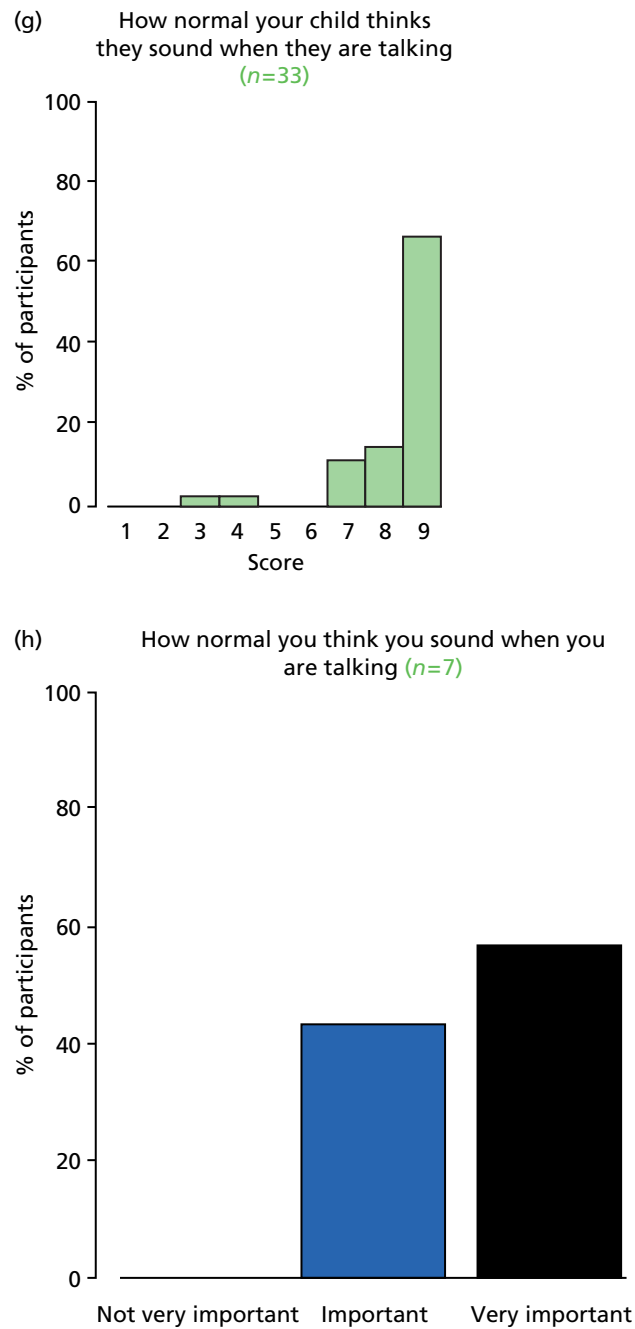 (g)
How normal your child thinks
they sound when they are talking
(n=33)
100
80
60
40
20
0
% of participants
1 2 3 4 5 6 7 8 9
Score
(h)
How normal you think you sound when you
are talking (n=7)
100
80
60
40
20
0
% of participants
Not very important Important Very important